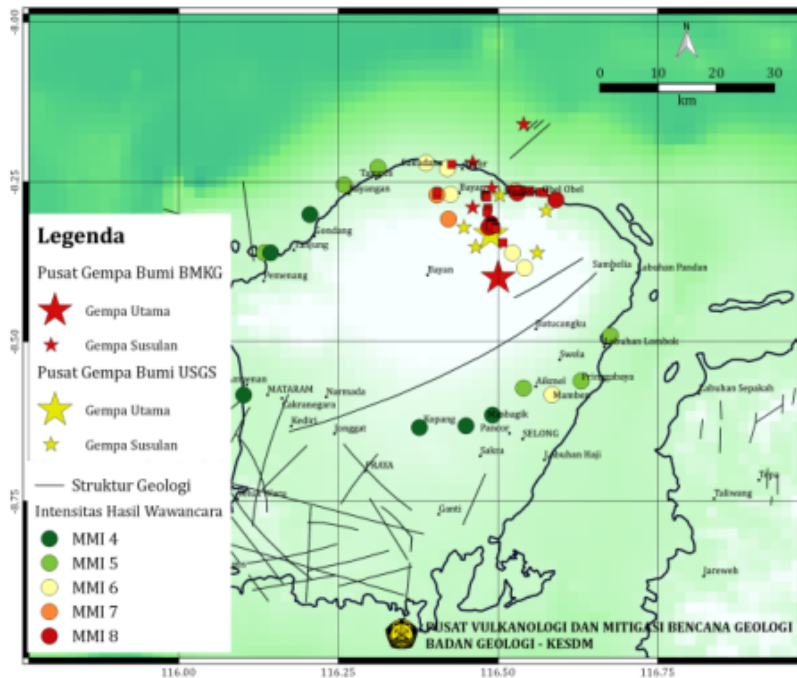 -8.00
-8.25
-8.50
-8.75
0 10 20 30
km
N
Gondang
Tanjung
Pemenang
Bayan
Sambelia
Labuhan Pandan
Batucangku
Labuhan Lombok
Swela
Aikmel
Pringgabaya
Mamben
MATARAM
Narmada
Cakranegara
Kediri
Jonggat
Kopang
Masbagik
Pancor
SELONG
Sakra
Labuhan Haji
PRAYA
Ganti
Labuhan Sepakah
Tepu
Taliwang
Jareweh
Obel Obel
Legenda
Pusat Gempa Bumi BMKG
Gempa Utama
Gempa Susulan
Pusat Gempa Bumi USGS
Gempa Utama
Gempa Susulan
Struktur Geologi
Intensitas Hasil Wawancara
MMI 4
MMI 5
MMI 6
MMI 7
MMI 8
PUSAT VULKANOLOGI DAN MITIGASI BENCANA GEOLOGI
BADAN GEOLOGI - KESDM
116.00 116.25 116.50 116.75